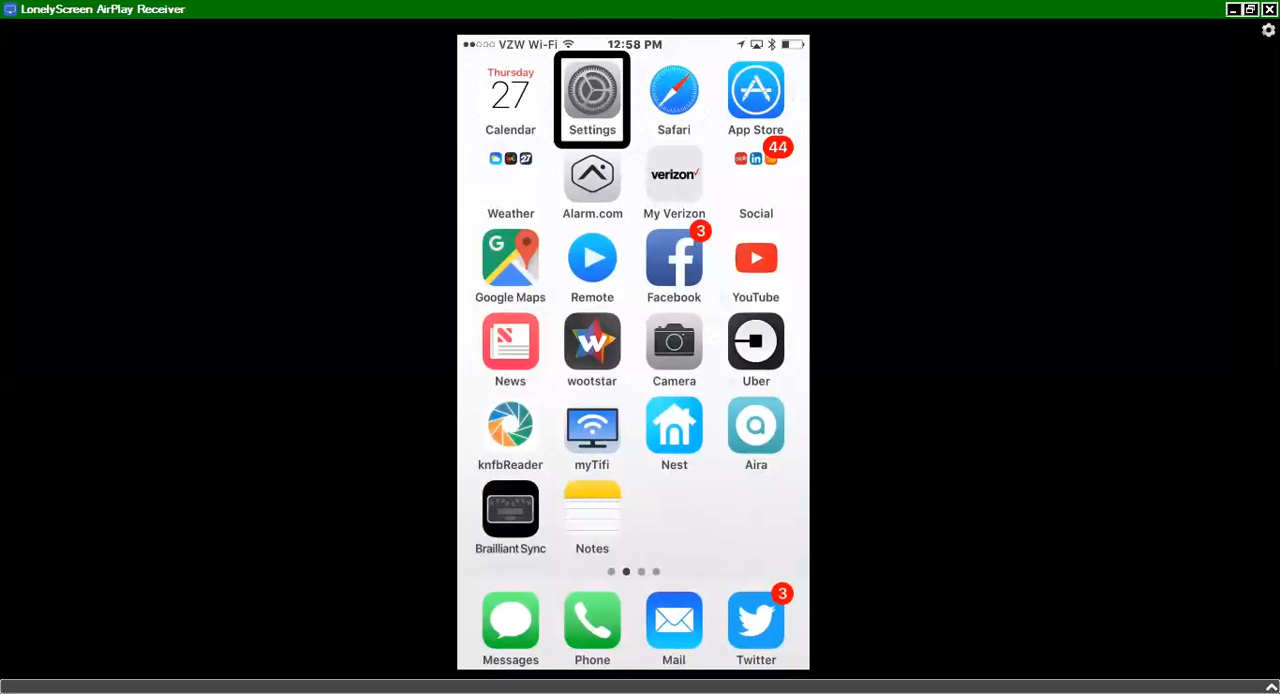 LonelyScreen AirPlay Receiver
VZW Wi-Fi 12:58 PM
Thursday
27
Calendar Settings Safari App Store
27 44
verizon
Weather Alarm.com My Verizon Social
G 3
Google Maps Remote Facebook YouTube
W
News wootstar Camera Uber
a
knfbReader myTifi Nest Aira
Brailliant Sync Notes
3
Messages Phone Mail Twitter